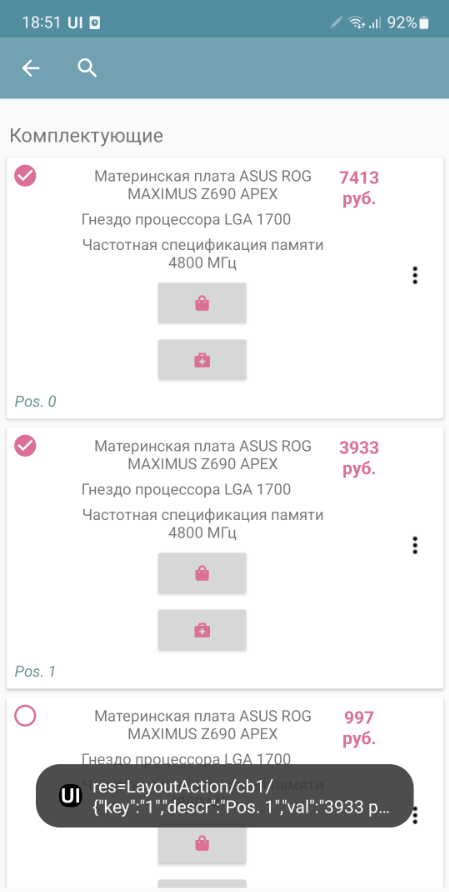 18:51 UI 92%
Комплектующие
Материнская плата ASUS ROG
MAXIMUS Z690 APEX
7413
руб.
Гнездо процессора LGA 1700
Частотная спецификация памяти
4800 МГц
Pos. 0
Материнская плата ASUS ROG
MAXIMUS Z690 APEX
3933
руб.
Гнездо процессора LGA 1700
Частотная спецификация памяти
4800 МГц
Pos. 1
Материнская плата ASUS ROG
MAXIMUS Z690 APEX
997
руб.
Гнездо процессора LGA 1700
UI
res=LayoutAction/cb1/
{"key":"1","descr":"Pos. 1","val":"3933 р...